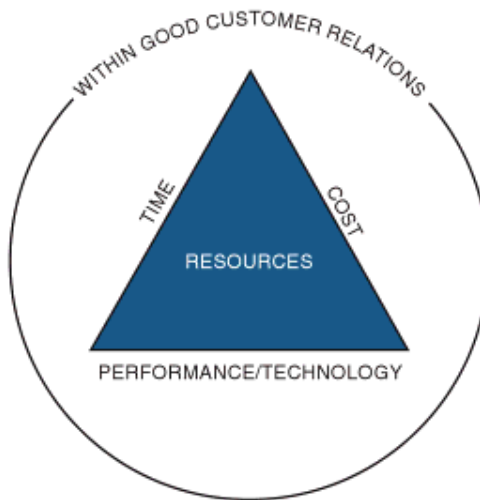 WITHIN GOOD CUSTOMER RELATIONS
TIME
COST
RESOURCES
PERFORMANCE/TECHNOLOGY